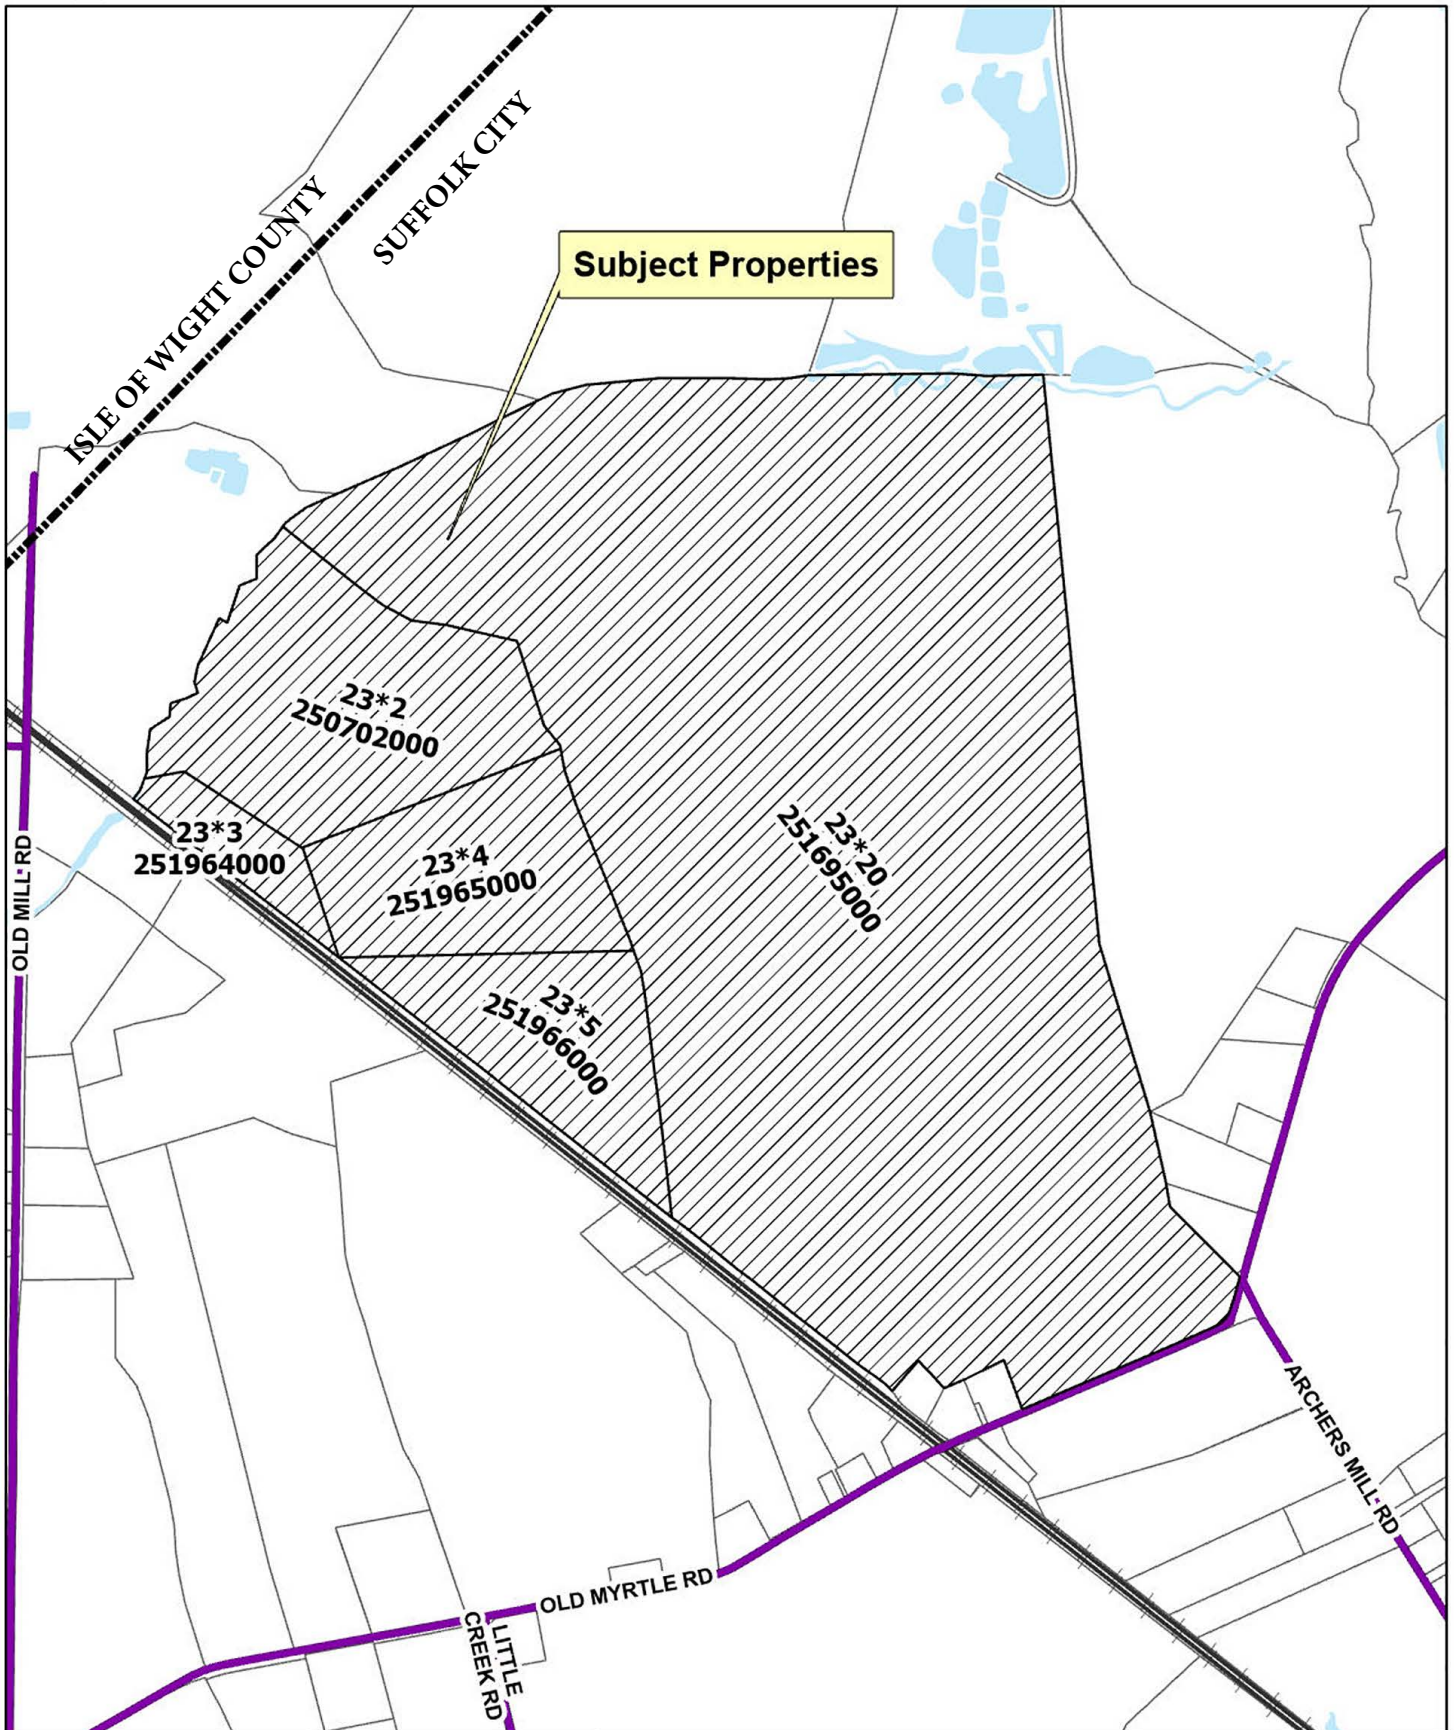 ISLE OF WIGHT COUNTY
SUFFOLK CITY
Subject Properties
23*2
250702000
23*3
251964000
23*4
251965000
23*20
251695000
23*5
251966000
OLD MILL RD
ARCHERS MILL RD
OLD MYRTLE RD
LITTLE
CREEK RD